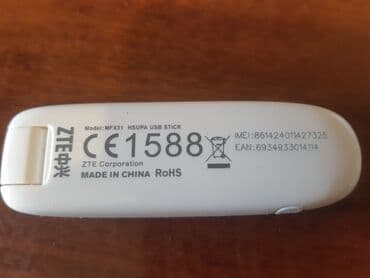 ZTE中兴
Model:MF631 HSUPA USB STICK
CE1588
ZTE Corporation
MADE IN CHINA RoHS
IMEI:861424011427325
EAN:6934933014114